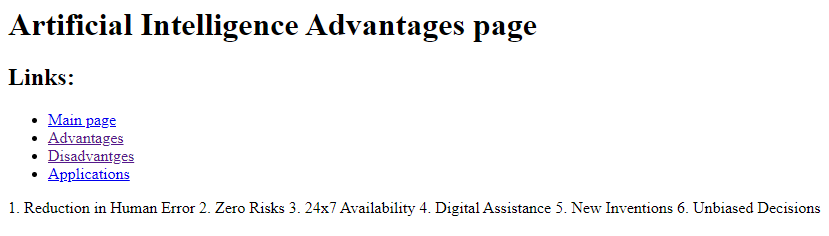 Artificial Intelligence Advantages page
Links:
Main page
Advantages
Disadvantges
Applications
1. Reduction in Human Error 2. Zero Risks 3. 24x7 Availability 4. Digital Assistance 5. New Inventions 6. Unbiased Decisions